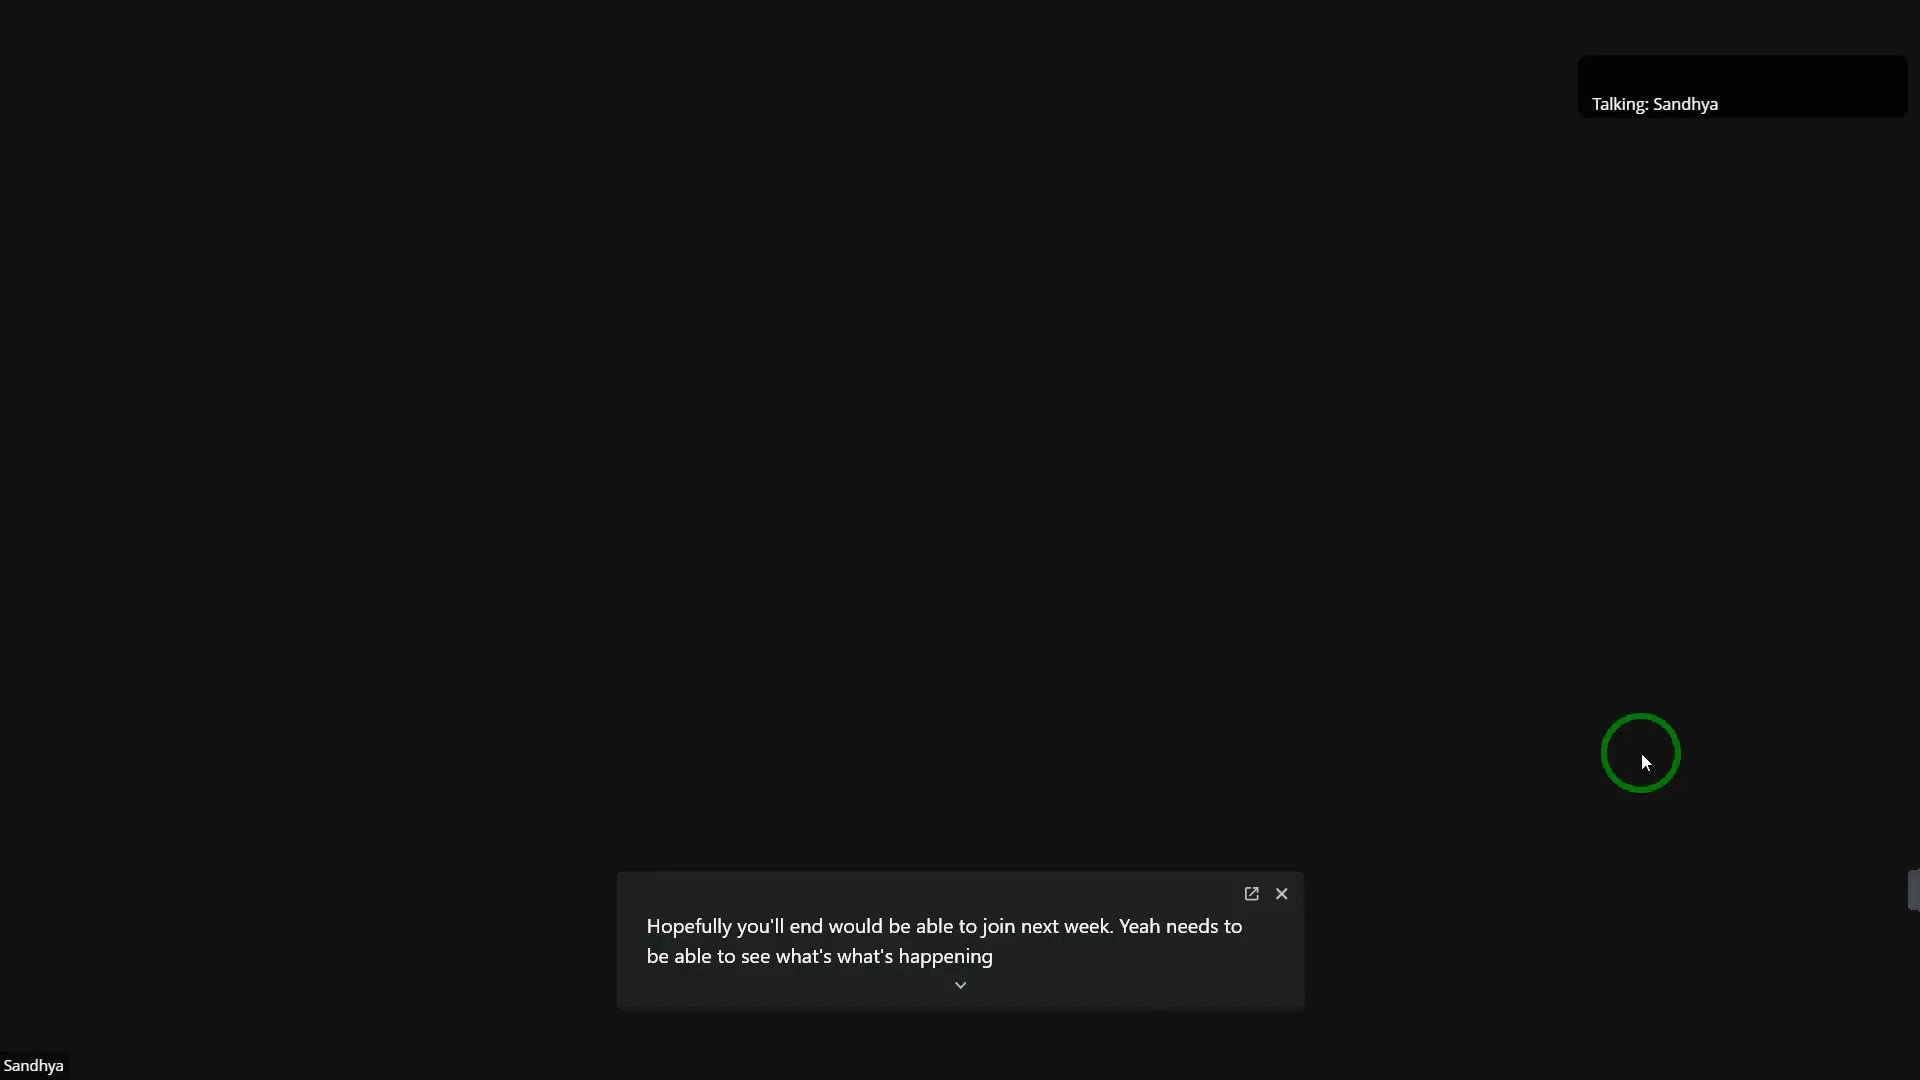 Talking: Sandhya
Hopefully you'll end would be able to join next week. Yeah needs to
be able to see what's what's happening
Sandhya